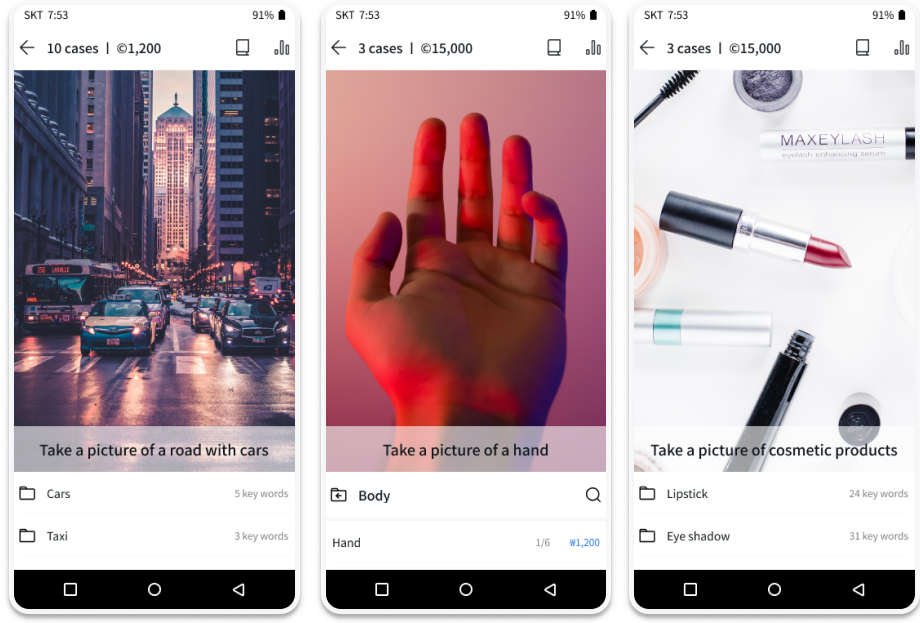 SKT 7:53 91%
10 cases | ©1,200
156 LASALLE
Take a picture of a road with cars
Cars 5 key words
Taxi 3 key words
SKT 7:53 91%
3 cases | ©15,000
Take a picture of a hand
Body
Hand 1/6 ₩1,200
SKT 7:53 91%
3 cases | ©15,000
MAXEYLASH
eyelash enhancing serum
Take a picture of cosmetic products
Lipstick 24 key words
Eye shadow 31 key words